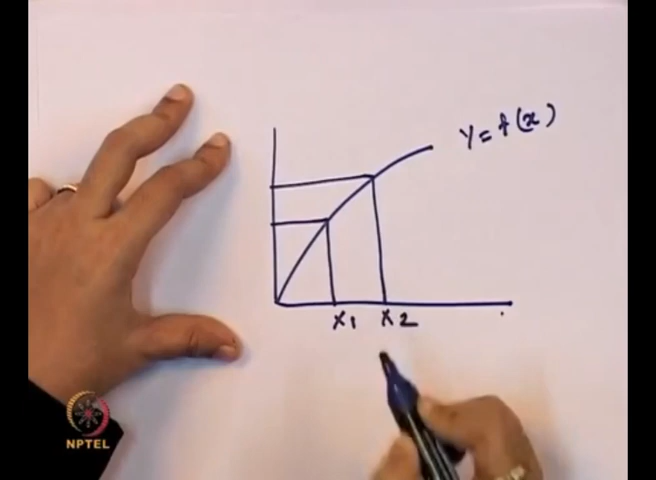 Y = f(x)
X1 X2
NPTEL